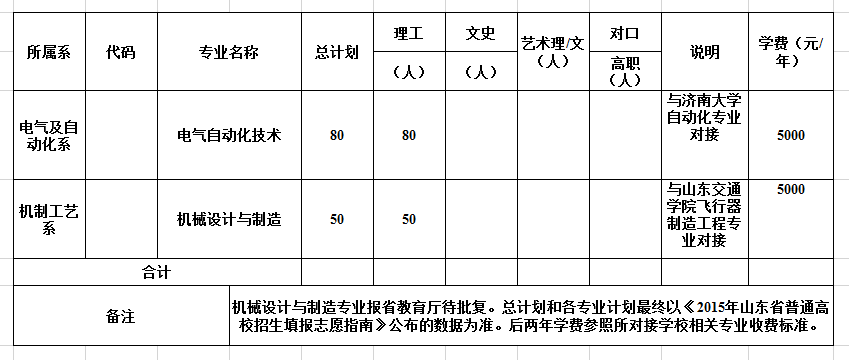 所属系 代码 专业名称 总计划 理工（人） 文史（人） 艺术理/文（人） 对口高职（人） 说明 学费（元/年）
电气及自动化系 电气自动化技术 80 80 与济南大学自动化专业对接 5000
机制工艺系 机械设计与制造 50 50 与山东交通学院飞行器制造工程专业对接 5000
合计
备注 机械设计与制造专业报省教育厅待批复。总计划和各专业计划最终以《2015年山东省普通高
校招生填报志愿指南》公布的数据为准。后两年学费参照所对接学校相关专业收费标准。